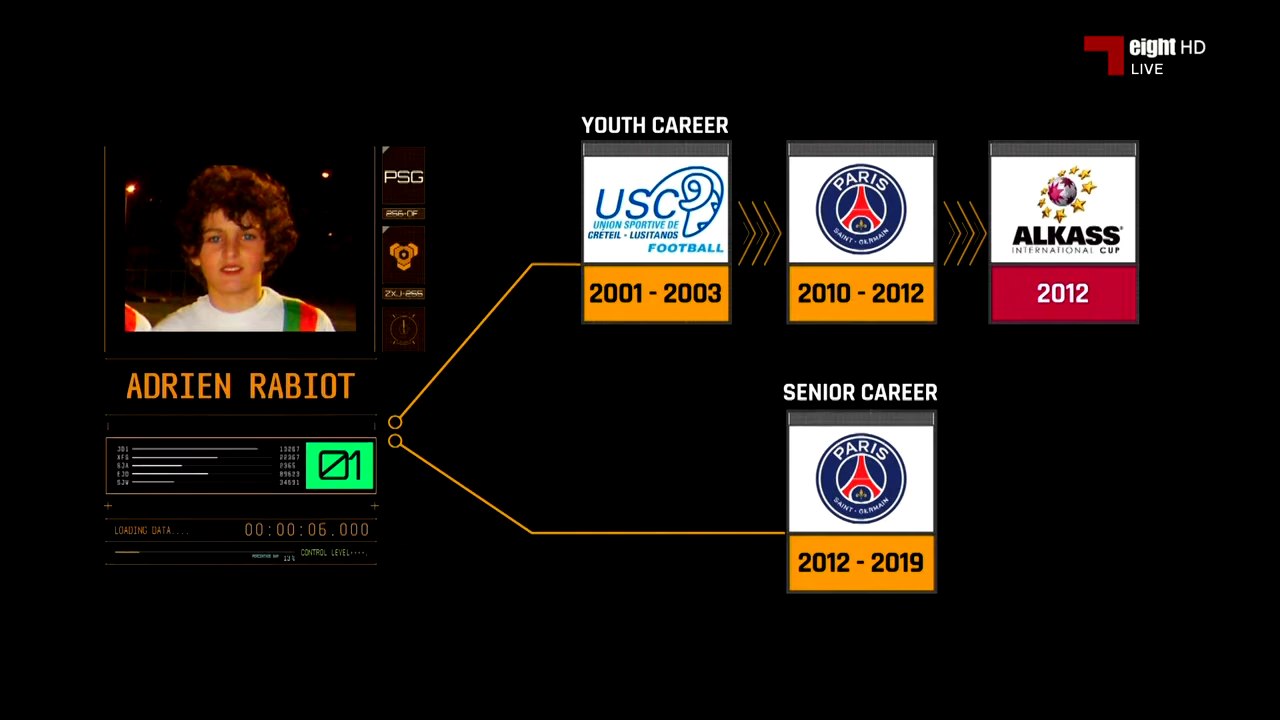 eight HD
LIVE
YOUTH CAREER
USC
UNION SPORTIVE DE
CRÉTEIL - LUSITANOS
FOOTBALL
2001 - 2003
PARIS
SAINT-GERMAIN
2010 - 2012
ALKASS
INTERNATIONAL CUP
2012
PSG
ADRIEN RABIOT
01
LOADING DATA....
00:00:06.000
CONTROL LEVEL
SENIOR CAREER
PARIS
SAINT-GERMAIN
2012 - 2019